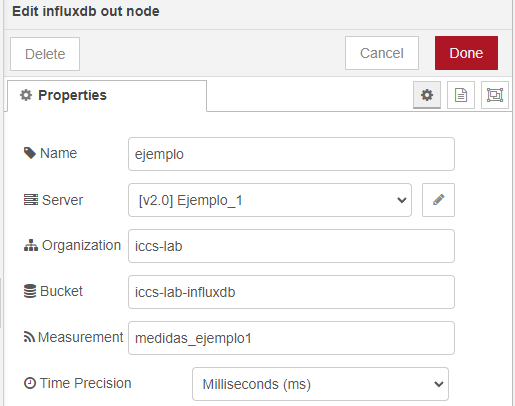 Edit influxdb out node
Delete
Cancel
Done
Properties
Name
ejemplo
Server
[v2.0] Ejemplo_1
Organization
iccs-lab
Bucket
iccs-lab-influxdb
Measurement
medidas_ejemplo1
Time Precision
Milliseconds (ms)